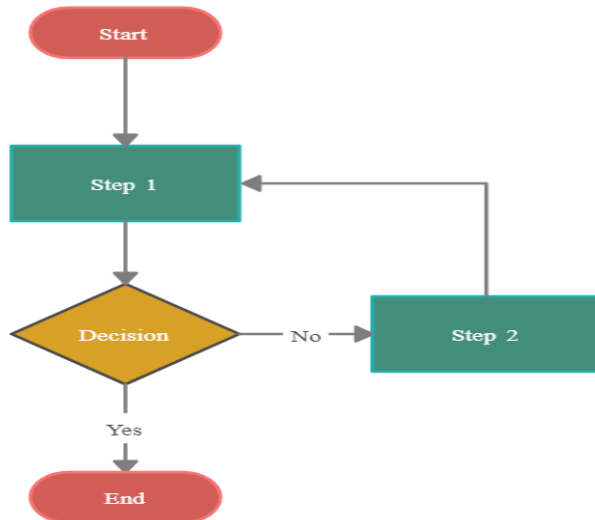 Start
Step 1
Decision
No
Step 2
Yes
End